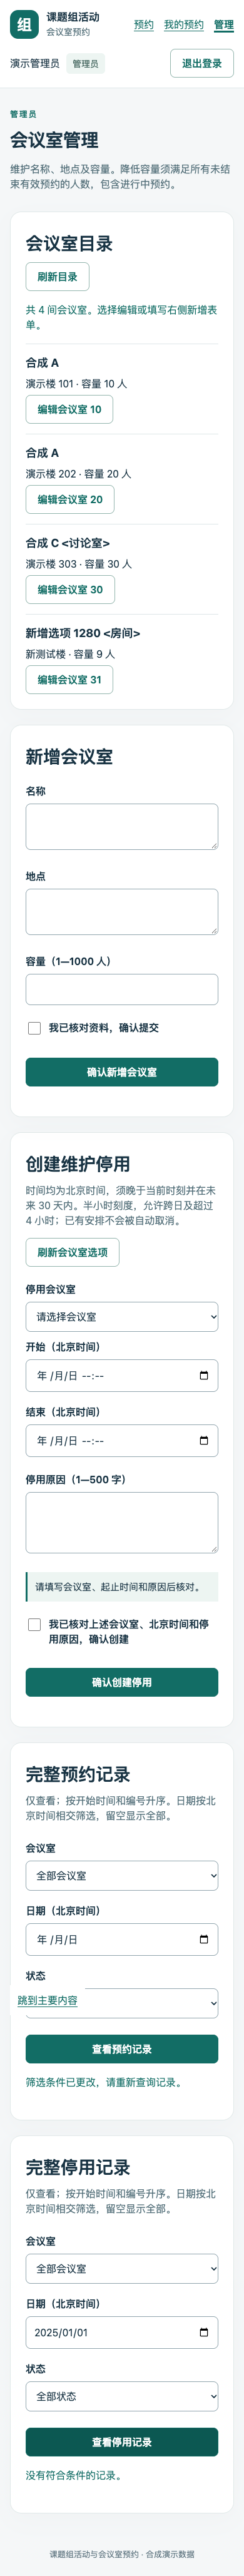 组
课题组活动
会议室预约
预约
我的预约
管理
演示管理员
管理员
退出登录
管理员
会议室管理
维护名称、地点及容量。降低容量须满足所有未结
束有效预约的人数，包含进行中预约。
会议室目录
刷新目录
共 4 间会议室。选择编辑或填写右侧新增表
单。
合成 A
演示楼 101 · 容量 10 人
编辑会议室 10
合成 A
演示楼 202 · 容量 20 人
编辑会议室 20
合成 C <讨论室>
演示楼 303 · 容量 30 人
编辑会议室 30
新增选项 1280 <房间>
新测试楼 · 容量 9 人
编辑会议室 31
新增会议室
名称
地点
容量（1—1000 人）
我已核对资料，确认提交
确认新增会议室
创建维护停用
时间均为北京时间，须晚于当前时刻并在未
来 30 天内。半小时刻度，允许跨日及超过
4 小时；已有安排不会被自动取消。
刷新会议室选项
停用会议室
请选择会议室
开始（北京时间）
年 /月/日 --:--
结束（北京时间）
年 /月/日 --:--
停用原因（1—500 字）
请填写会议室、起止时间和原因后核对。
我已核对上述会议室、北京时间和停
用原因，确认创建
确认创建停用
完整预约记录
仅查看；按开始时间和编号升序。日期按北
京时间相交筛选，留空显示全部。
会议室
全部会议室
日期（北京时间）
年 /月/日
状态
跳到主要内容
查看预约记录
筛选条件已更改，请重新查询记录。
完整停用记录
仅查看；按开始时间和编号升序。日期按北
京时间相交筛选，留空显示全部。
会议室
全部会议室
日期（北京时间）
2025/01/01
状态
全部状态
查看停用记录
没有符合条件的记录。
课题组活动与会议室预约 · 合成演示数据